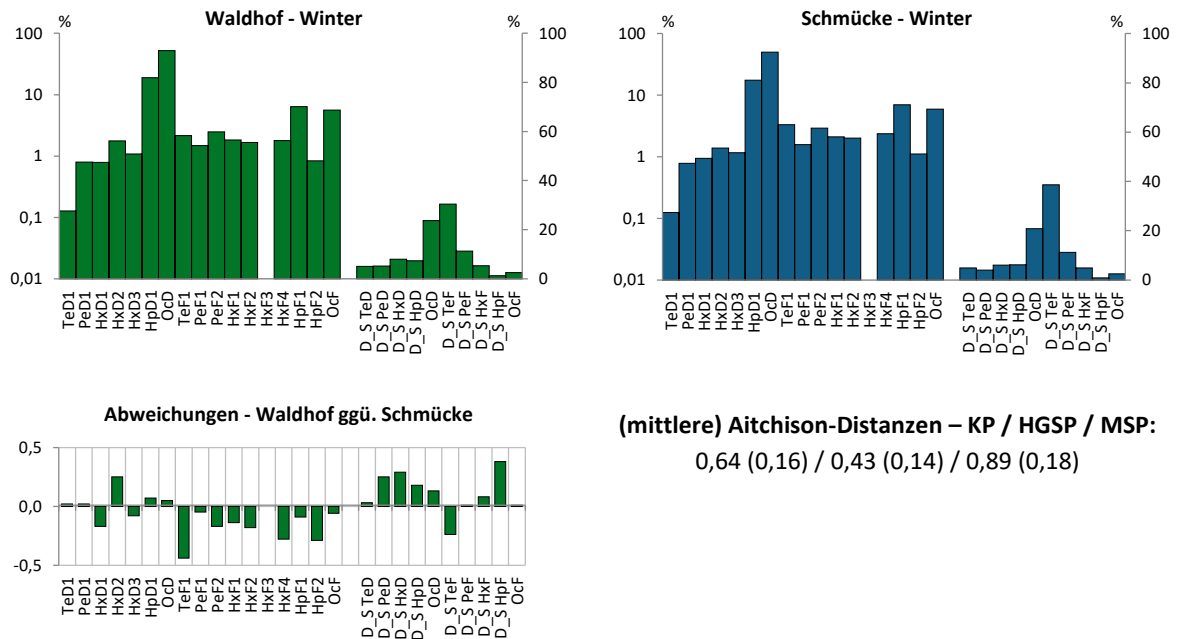 Waldhof - Winter
% %
100 100
10 80
1 60
0,1 40
0,01 20
0
TeD1 PeD1 HxD1 HxD2 HxD3 HpD1 OcD TeF1 PeF1 PeF2 HxF1 HxF2 HxF3 HxF4 HpF1 HpF2 OcF D_S TeD D_S PeD D_S HxD D_S HpD OcD D_S TeF D_S PeF D_S HxF D_S HpF OcF
Schmücke - Winter
% %
100 100
10 80
1 60
0,1 40
0,01 20
0
TeD1 PeD1 HxD1 HxD2 HxD3 HpD1 OcD TeF1 PeF1 PeF2 HxF1 HxF2 HxF3 HxF4 HpF1 HpF2 OcF D_S TeD D_S PeD D_S HxD D_S HpD OcD D_S TeF D_S PeF D_S HxF D_S HpF OcF
Abweichungen - Waldhof ggü. Schmücke
0,5
0,0
-0,5
TeD1 PeD1 HxD1 HxD2 HxD3 HpD1 OcD TeF1 PeF1 PeF2 HxF1 HxF2 HxF3 HxF4 HpF1 HpF2 OcF D_S TeD D_S PeD D_S HxD D_S HpD OcD D_S TeF D_S PeF D_S HxF D_S HpF OcF
(mittlere) Aitchison-Distanzen – KP / HGSP / MSP:
0,64 (0,16) / 0,43 (0,14) / 0,89 (0,18)